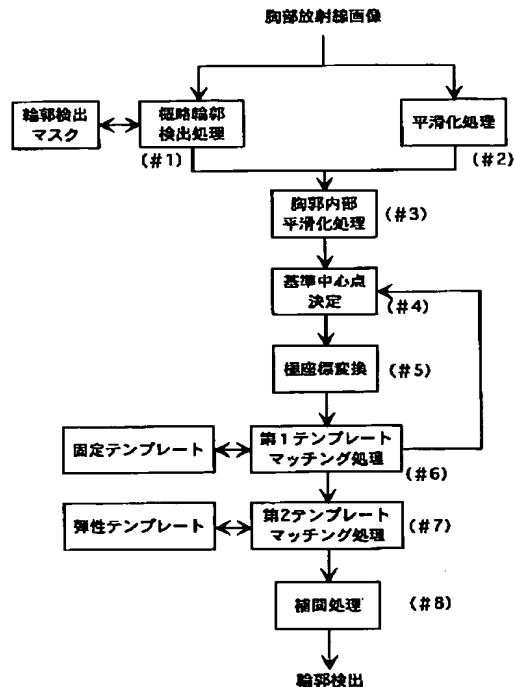 胸部放射線画像
輪郭検出
マスク
概略輪郭
検出処理
(#1)
平滑化処理
(#2)
胸郭内部
平滑化処理
(#3)
基準中心点
決定
(#4)
極座標変換
(#5)
固定テンプレート
第1テンプレート
マッチング処理
(#6)
弾性テンプレート
第2テンプレート
マッチング処理
(#7)
補間処理
(#8)
輪郭検出